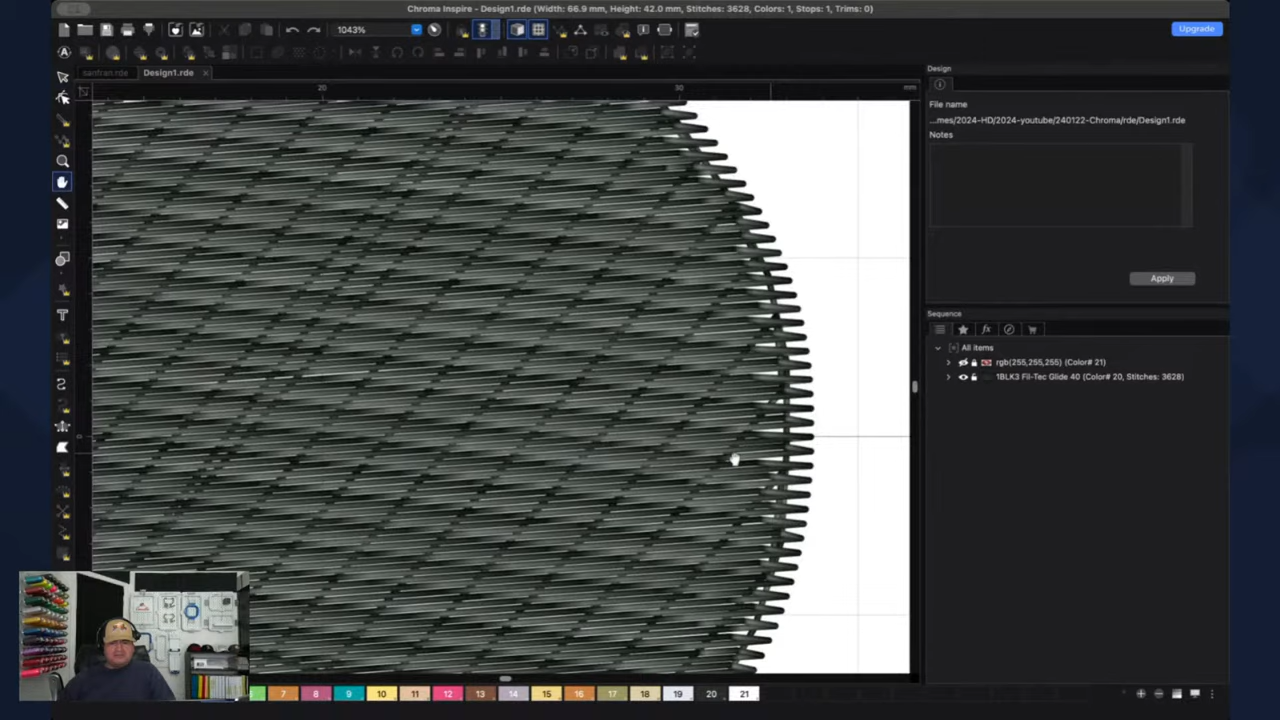 Chroma Inspire - Design1.rde (Width: 66.9 mm, Height: 42.0 mm, Stitches: 3628, Colors: 1, Stops: 1, Trims: 0)
1043%
Upgrade
sanfran.rde
Design1.rde
20
30
mm
Design
File name
...mes/2024-HD/2024-youtube/240122-Chroma/rde/Design1.rde
Notes
Apply
Sequence
All items
rgb(255,255,255) (Color# 21)
1BLK3 Fil-Tec Glide 40 (Color# 20, Stitches: 3628)
7 8 9 10 11 12 13 14 15 16 17 18 19 20 21